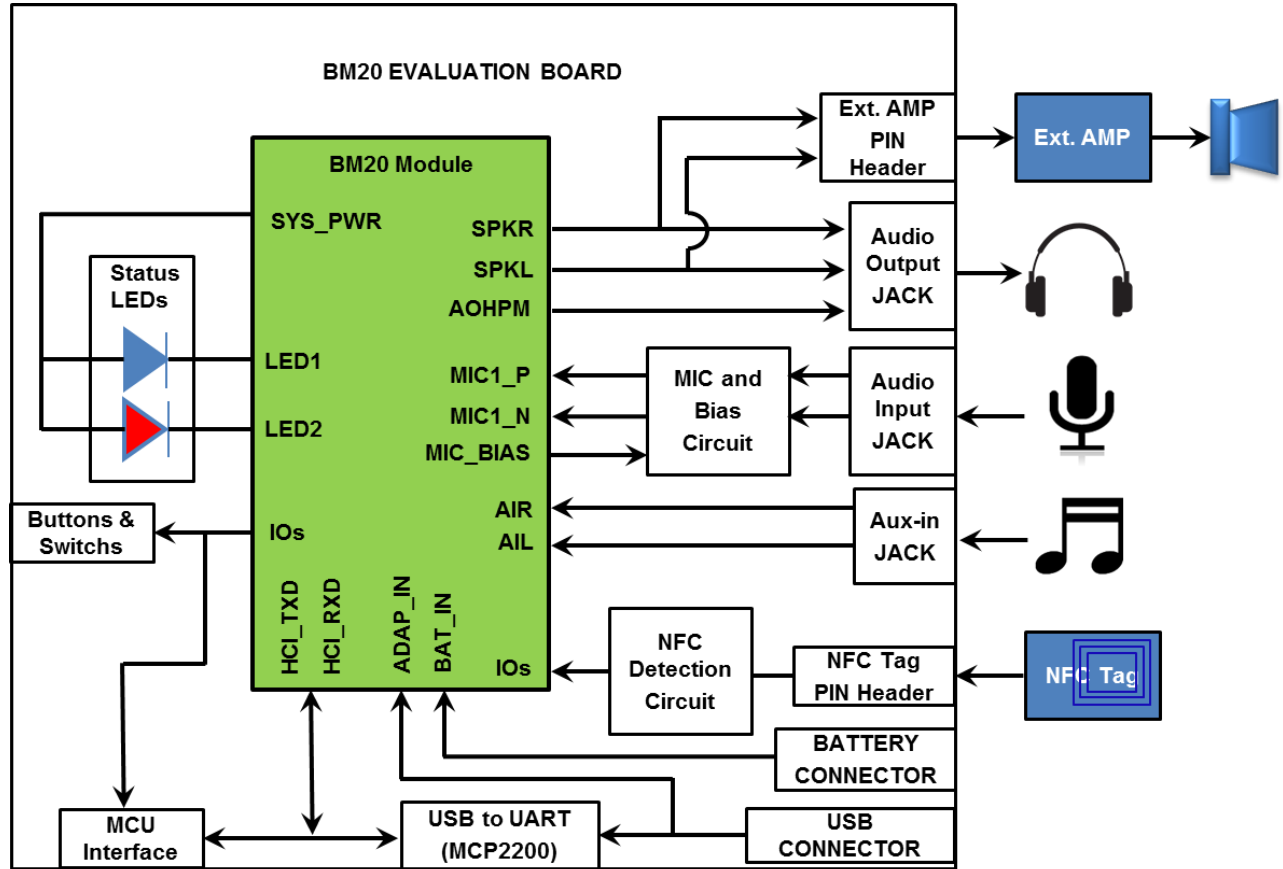 BM20 EVALUATION BOARD
Ext. AMP
PIN
Header
Ext. AMP
BM20 Module
SYS_PWR
SPKR
SPKL
AOHPM
Audio
Output
JACK
Status
LEDs
LED1
LED2
MIC1_P
MIC1_N
MIC_BIAS
MIC and
Bias
Circuit
Audio
Input
JACK
Buttons &
Switchs
IOs
AIR
AIL
Aux-in
JACK
HCI_TXD
HCI_RXD
ADAP_IN
BAT_IN
IOs
NFC
Detection
Circuit
NFC Tag
PIN Header
NFC Tag
BATTERY
CONNECTOR
MCU
Interface
USB to UART
(MCP2200)
USB
CONNECTOR